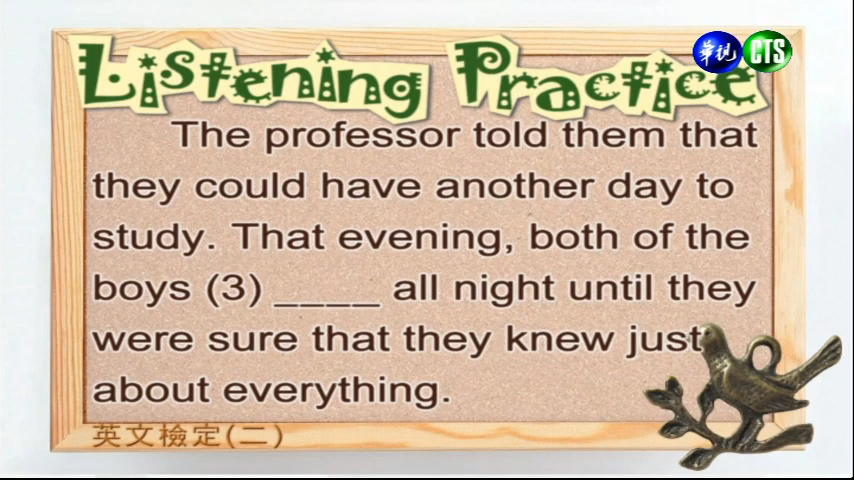 華視 CTS
Listening Practice
The professor told them that
they could have another day to
study. That evening, both of the
boys (3) ____ all night until they
were sure that they knew just
about everything.
英文檢定(二)